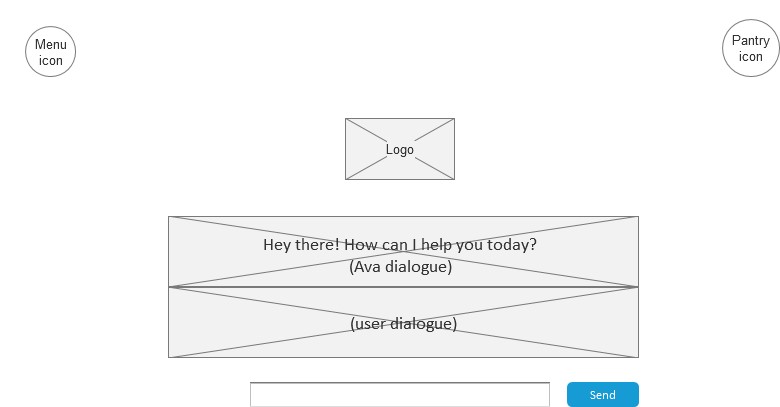 Menu
icon
Pantry
icon
Logo
Hey there! How can I help you today?
(Ava dialogue)
(user dialogue)
Send